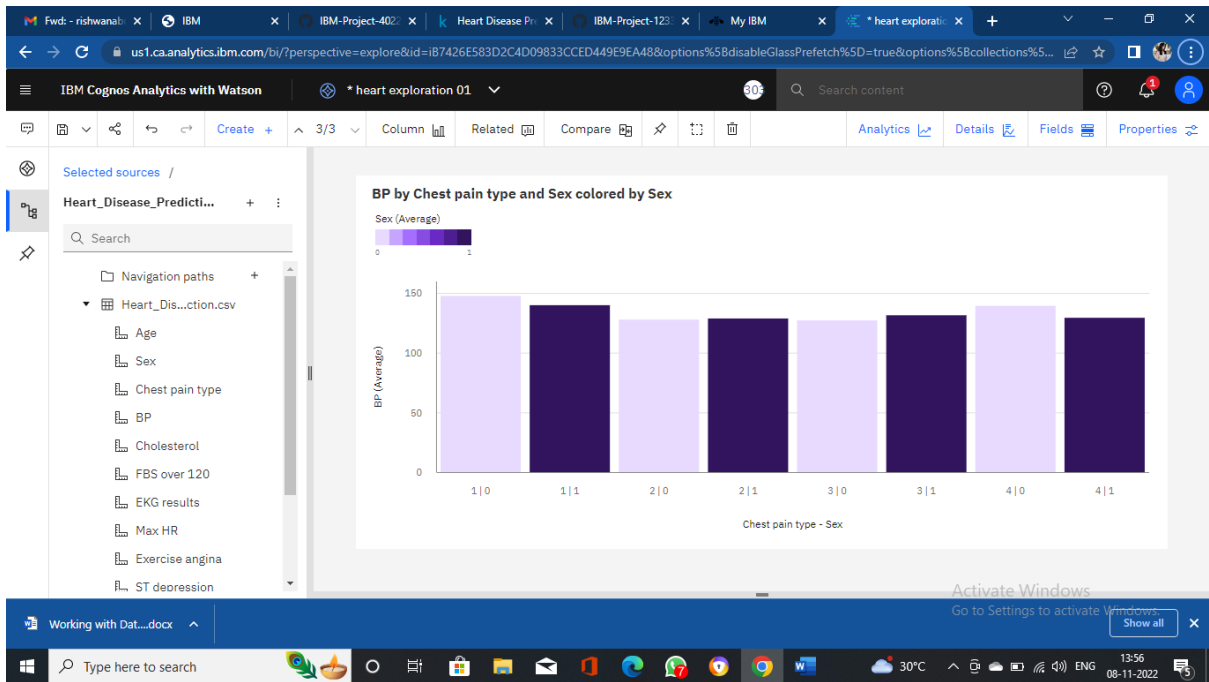 Fwd: - rishwanab
IBM
IBM-Project-402
Heart Disease Pr
IBM-Project-123
My IBM
* heart exploratio
us1.ca.analytics.ibm.com/bi/?perspective=explore&id=iB7426E583D2C4D09833CCED449E9EA48&options%5BdisableGlassPrefetch%5D=true&options%5Bcollections%5...
IBM Cognos Analytics with Watson
* heart exploration 01
303
Search content
1
Create +
3/3
Column
Related
Compare
Analytics
Details
Fields
Properties
Selected sources /
Heart_Disease_Predicti...
Search
Navigation paths
Heart_Dis...ction.csv
Age
Sex
Chest pain type
BP
Cholesterol
FBS over 120
EKG results
Max HR
Exercise angina
ST depression
BP by Chest pain type and Sex colored by Sex
Sex (Average)
0 1
BP (Average)
150
100
50
0
1|0 1|1 2|0 2|1 3|0 3|1 4|0 4|1
Chest pain type - Sex
Activate Windows
Go to Settings to activate Windows.
Working with Dat....docx
Show all
Type here to search
30°C
ENG
13:56
08-11-2022
5